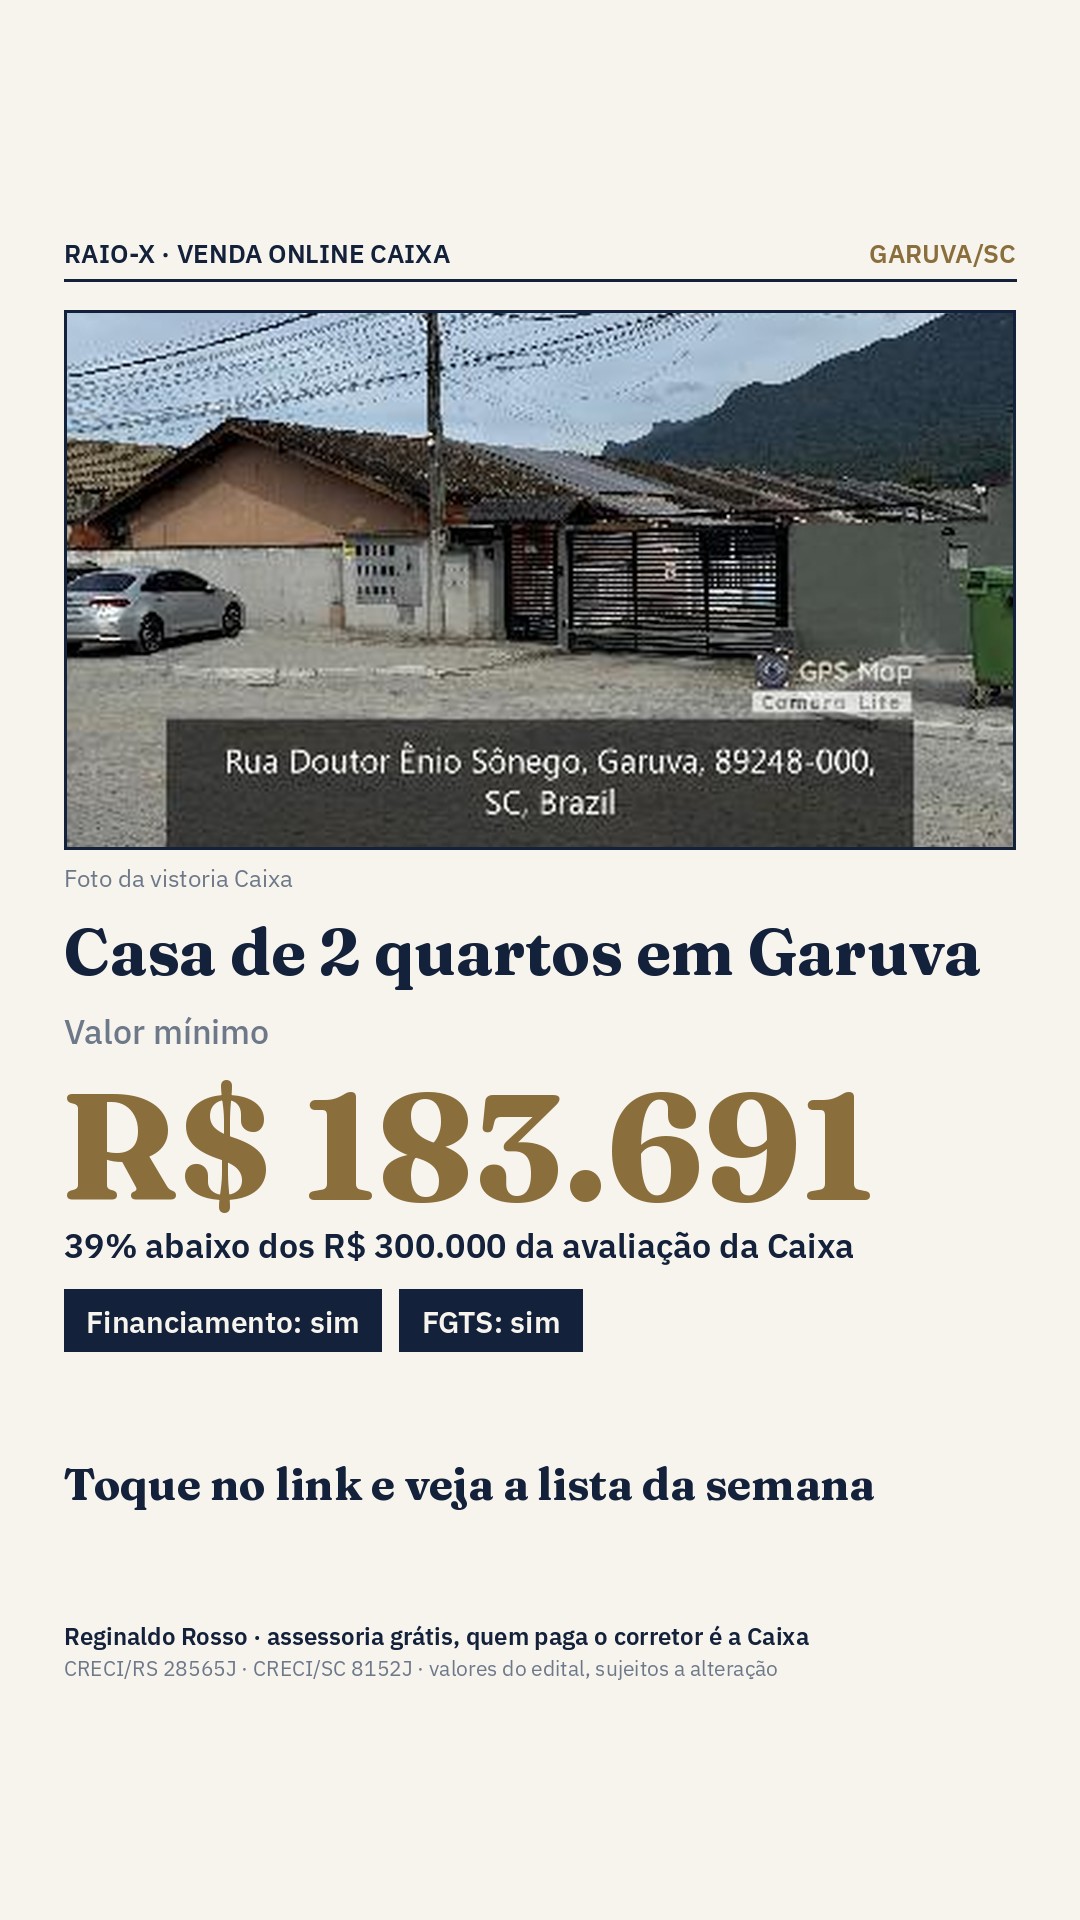 RAIO-X · VENDA ONLINE CAIXA
GARUVA/SC
GPS Map
Camera Lite
Rua Doutor Ênio Sônego, Garuva, 89248-000,
SC, Brazil
Foto da vistoria Caixa
Casa de 2 quartos em Garuva
Valor mínimo
R$ 183.691
39% abaixo dos R$ 300.000 da avaliação da Caixa
Financiamento: sim
FGTS: sim
Toque no link e veja a lista da semana
Reginaldo Rosso · assessoria grátis, quem paga o corretor é a Caixa
CRECI/RS 28565J · CRECI/SC 8152J · valores do edital, sujeitos a alteração